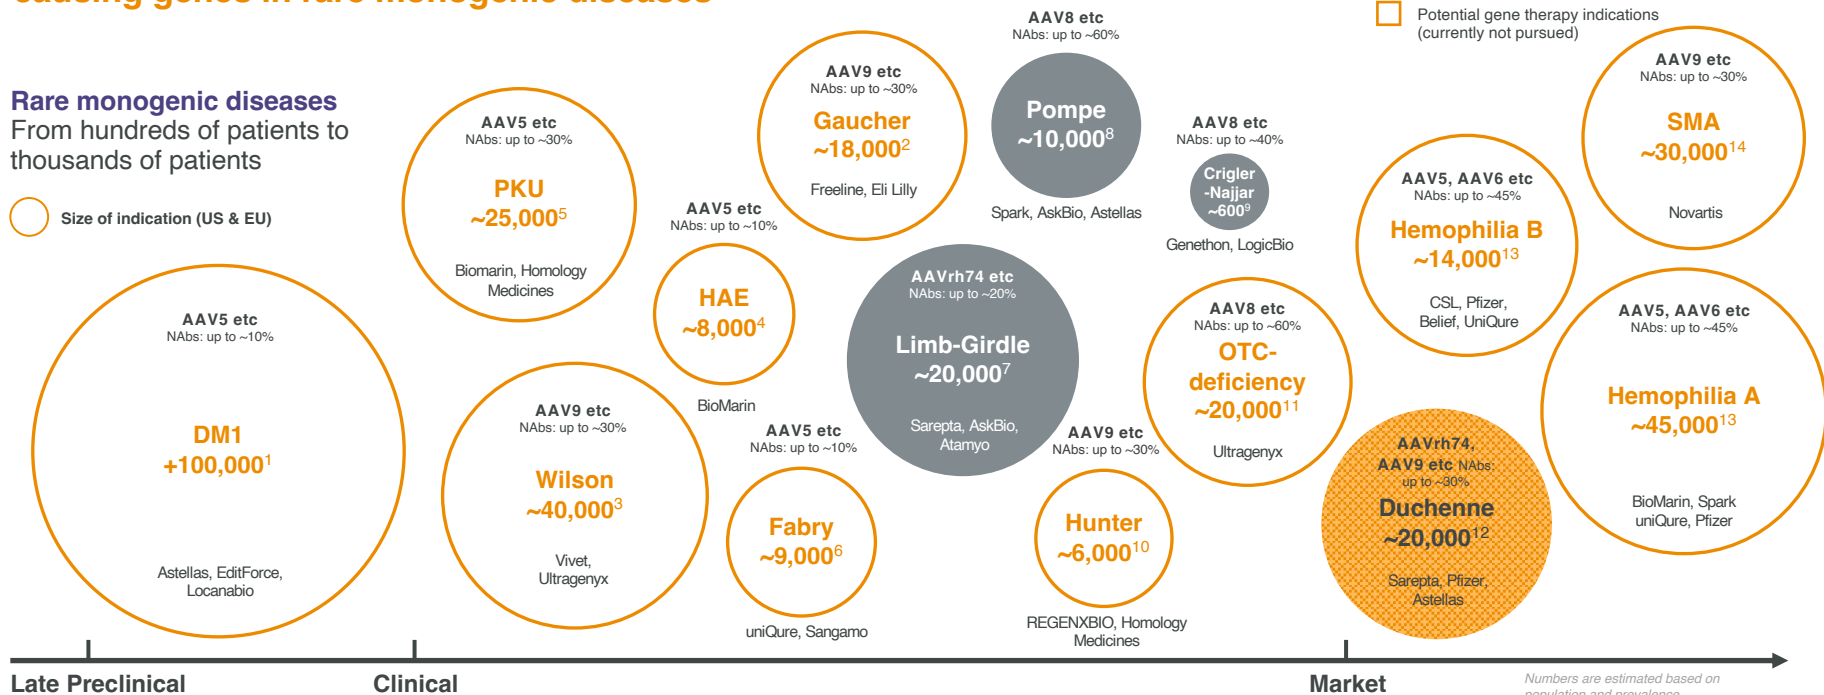 causing genes in rare monogenic diseases
Potential gene therapy indications
(currently not pursued)
Rare monogenic diseases
From hundreds of patients to
thousands of patients
Size of indication (US & EU)
AAV5 etc
NAbs: up to ~10%
DM1
+100,000¹
Astellas, EditForce,
Locanabio
AAV5 etc
NAbs: up to ~30%
PKU
~25,000⁵
Biomarin, Homology
Medicines
AAV9 etc
NAbs: up to ~30%
Wilson
~40,000³
Vivet,
Ultragenyx
AAV5 etc
NAbs: up to ~10%
HAE
~8,000⁴
BioMarin
AAV9 etc
NAbs: up to ~30%
Gaucher
~18,000²
Freeline, Eli Lilly
AAV5 etc
NAbs: up to ~10%
Fabry
~9,000⁶
uniQure, Sangamo
AAV8 etc
NAbs: up to ~60%
Pompe
~10,000⁸
Spark, AskBio, Astellas
AAVrh74 etc
NAbs: up to ~20%
Limb-Girdle
~20,000⁷
Sarepta, AskBio,
Atamyo
AAV9 etc
NAbs: up to ~30%
Hunter
~6,000¹⁰
REGENXBIO, Homology
Medicines
AAV8 etc
NAbs: up to ~40%
Crigler
-Najjar
~600⁹
Genethon, LogicBio
AAV8 etc
NAbs: up to ~60%
OTC-
deficiency
~20,000¹¹
Ultragenyx
AAV5, AAV6 etc
NAbs: up to ~45%
Hemophilia B
~14,000¹³
CSL, Pfizer,
Belief, UniQure
AAVrh74,
AAV9 etc NAbs:
up to ~30%
Duchenne
~20,000¹²
Sarepta, Pfizer,
Astellas
AAV9 etc
NAbs: up to ~30%
SMA
~30,000¹⁴
Novartis
AAV5, AAV6 etc
NAbs: up to ~45%
Hemophilia A
~45,000¹³
BioMarin, Spark
uniQure, Pfizer
Late Preclinical
Clinical
Market
Numbers are estimated based on
population and prevalence